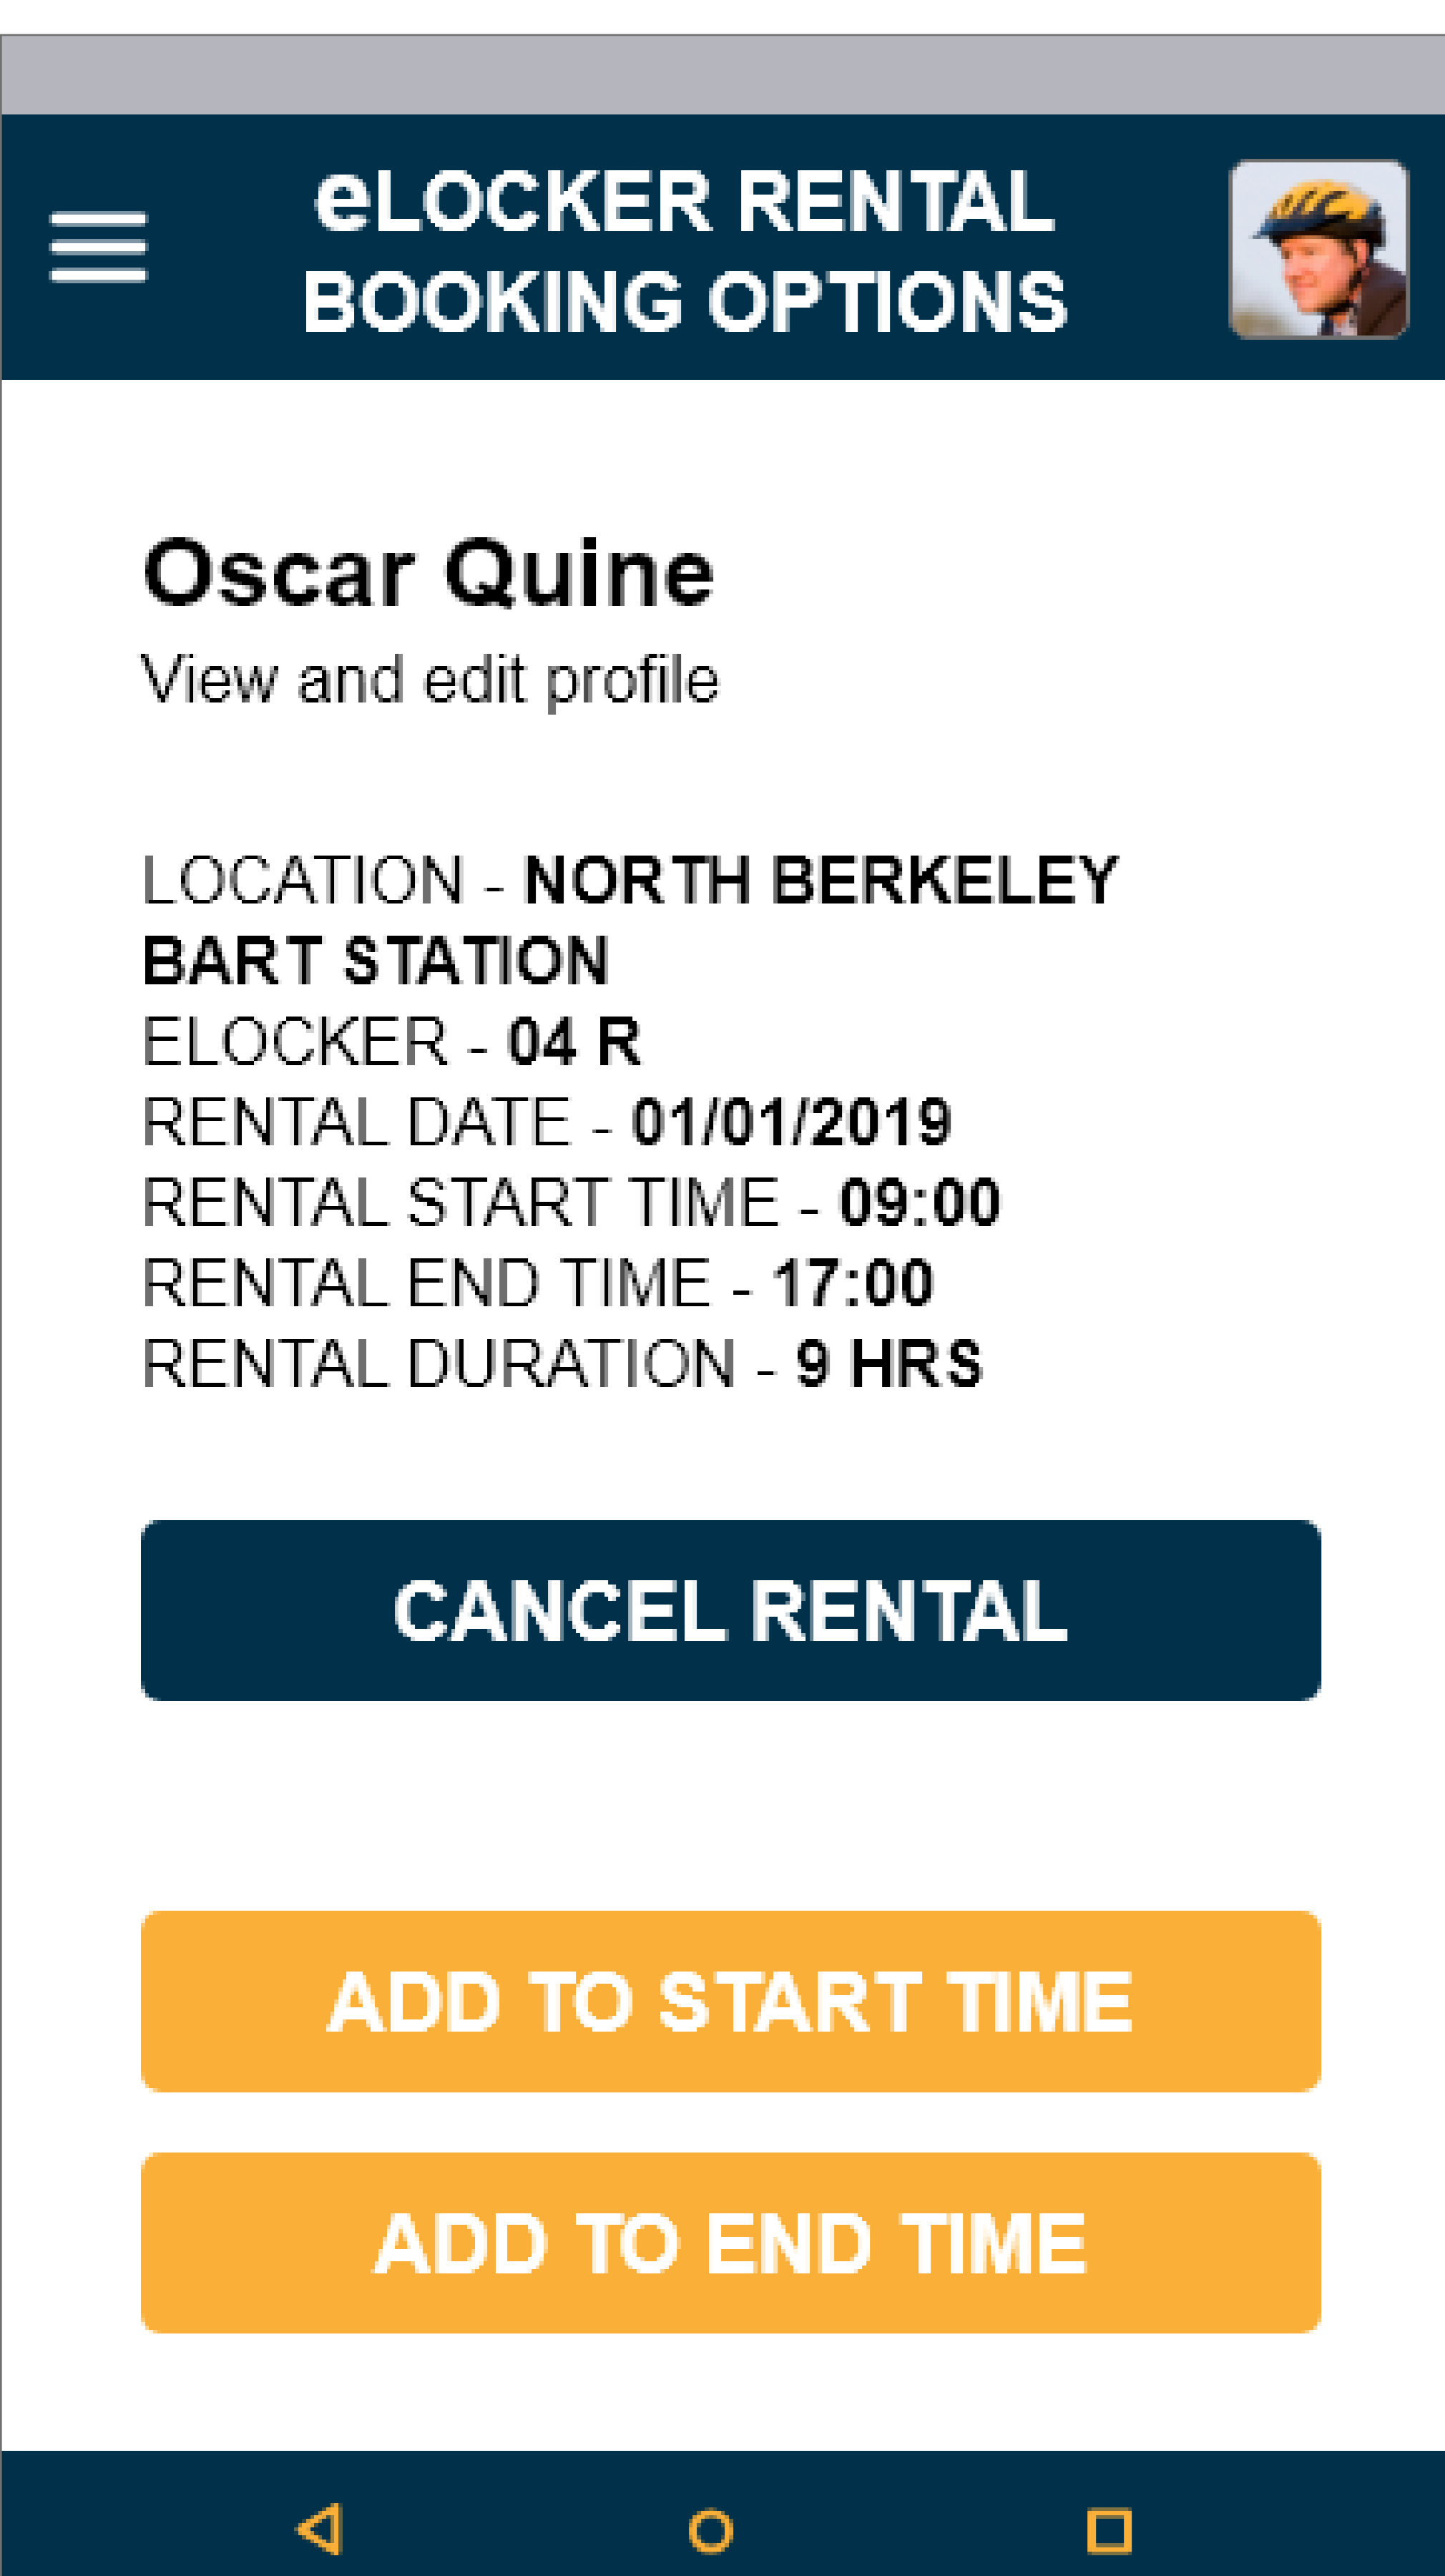 eLOCKER RENTAL
BOOKING OPTIONS
Oscar Quine
View and edit profile
LOCATION - NORTH BERKELEY
BART STATION
ELOCKER - 04 R
RENTAL DATE - 01/01/2019
RENTAL START TIME - 09:00
RENTAL END TIME - 17:00
RENTAL DURATION - 9 HRS
CANCEL RENTAL
ADD TO START TIME
ADD TO END TIME